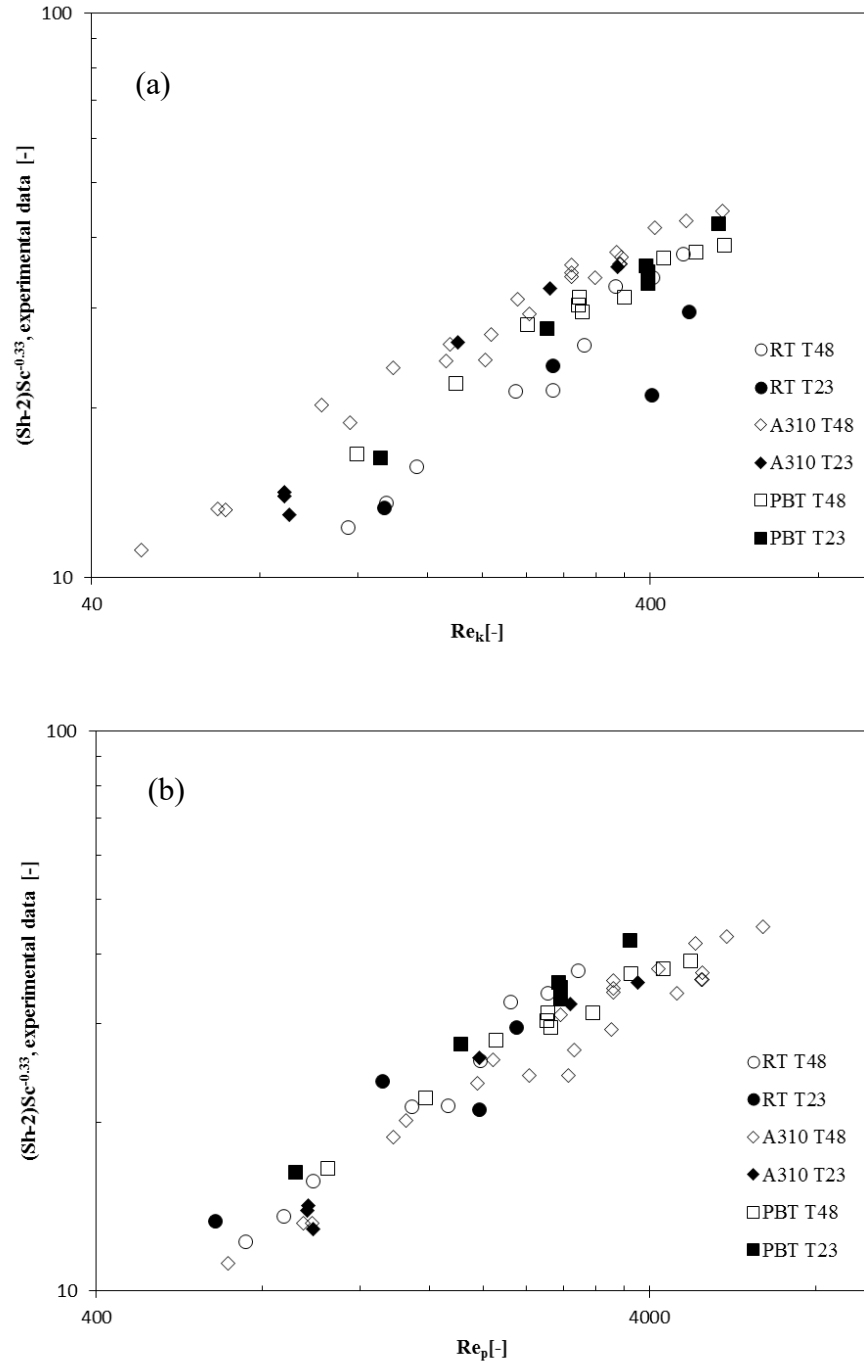 100
(a)
(Sh-2)Sc-0.33, experimental data [-]
RT T48
RT T23
A310 T48
A310 T23
PBT T48
PBT T23
10
40
400
Rek[-]
100
(b)
(Sh-2)Sc-0.33, experimental data [-]
RT T48
RT T23
A310 T48
A310 T23
PBT T48
PBT T23
10
400
4000
Rep[-]